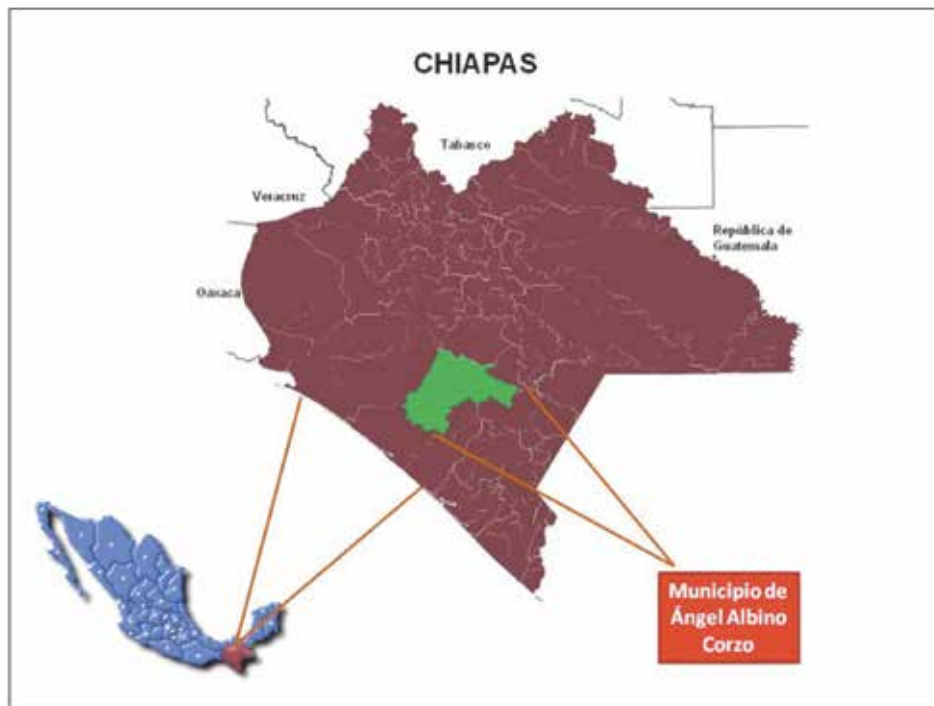 CHIAPAS
Tabasco
Veracruz
República de
Guatemala
Oaxaca
Municipio de
Ángel Albino
Corzo